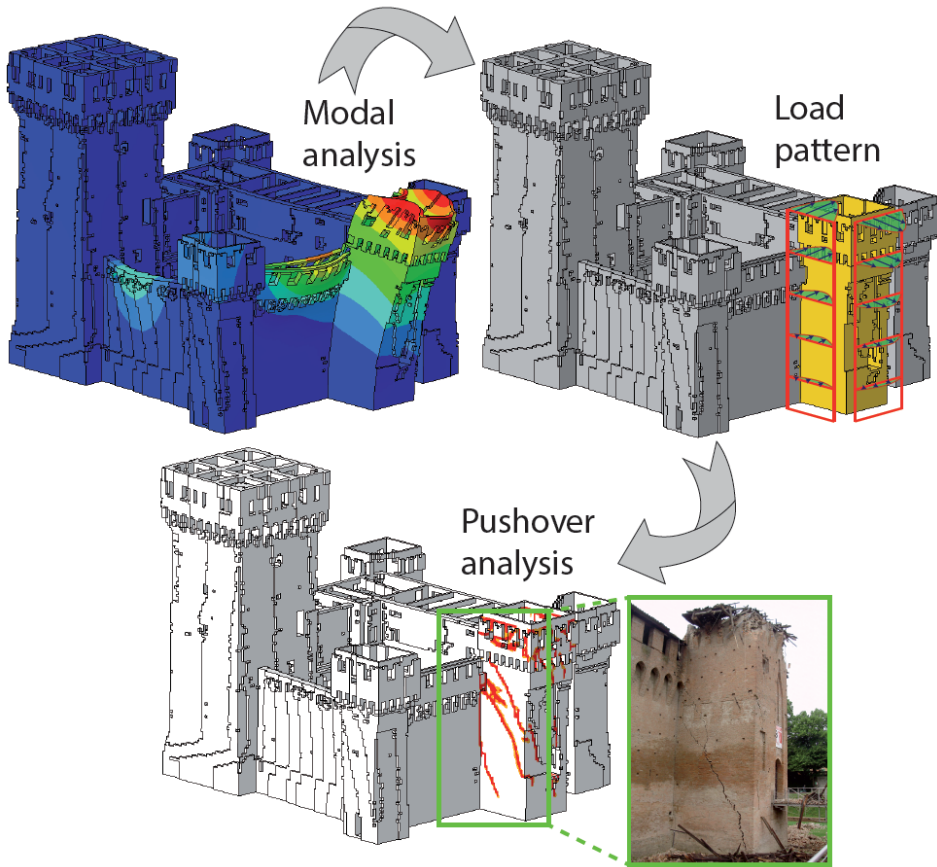 Modal
analysis
Load
pattern
Pushover
analysis